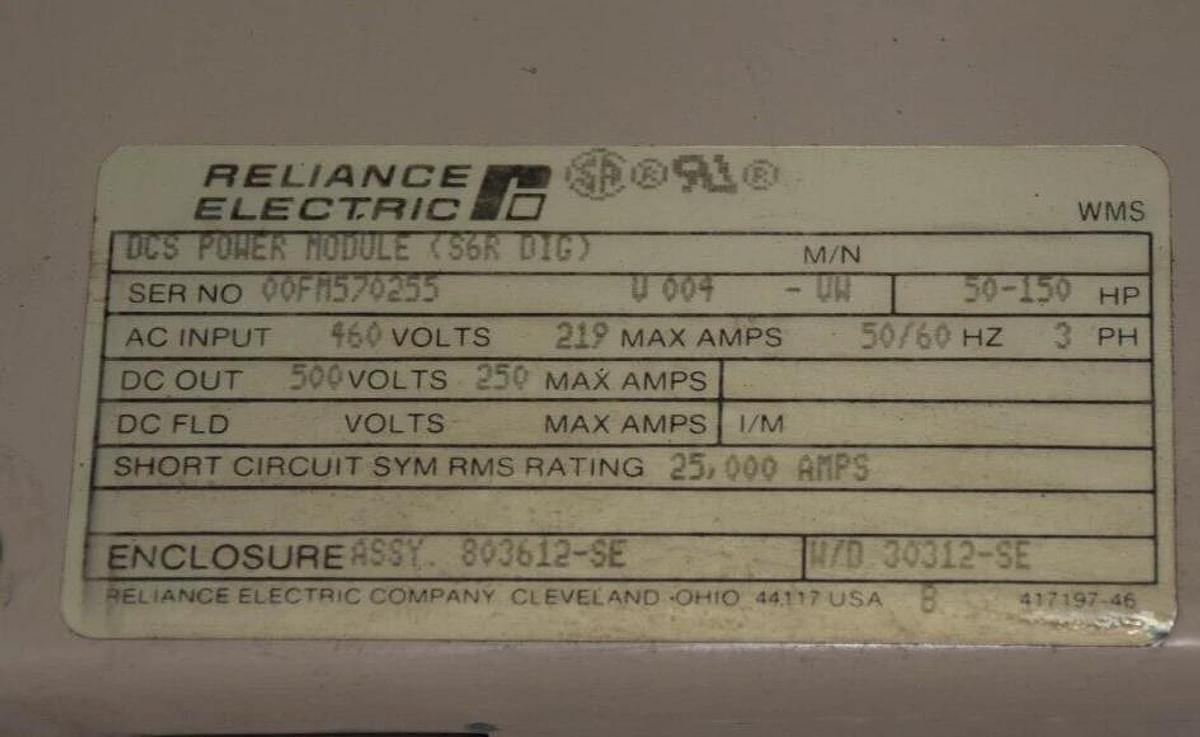 RELIANCE
ELECTRIC
SA ® UR ®
WMS
DCS POWER MODULE (S6R DIG) M/N
SER NO 00FM570255 V 004 - UW 50-150 HP
AC INPUT 460 VOLTS 219 MAX AMPS 50/60 HZ 3 PH
DC OUT 500 VOLTS 250 MAX AMPS
DC FLD VOLTS MAX AMPS I/M
SHORT CIRCUIT SYM RMS RATING 25,000 AMPS
ENCLOSURE ASSY. 803612-SE W/D 30312-SE
RELIANCE ELECTRIC COMPANY CLEVELAND OHIO 44117 USA B 417197-46